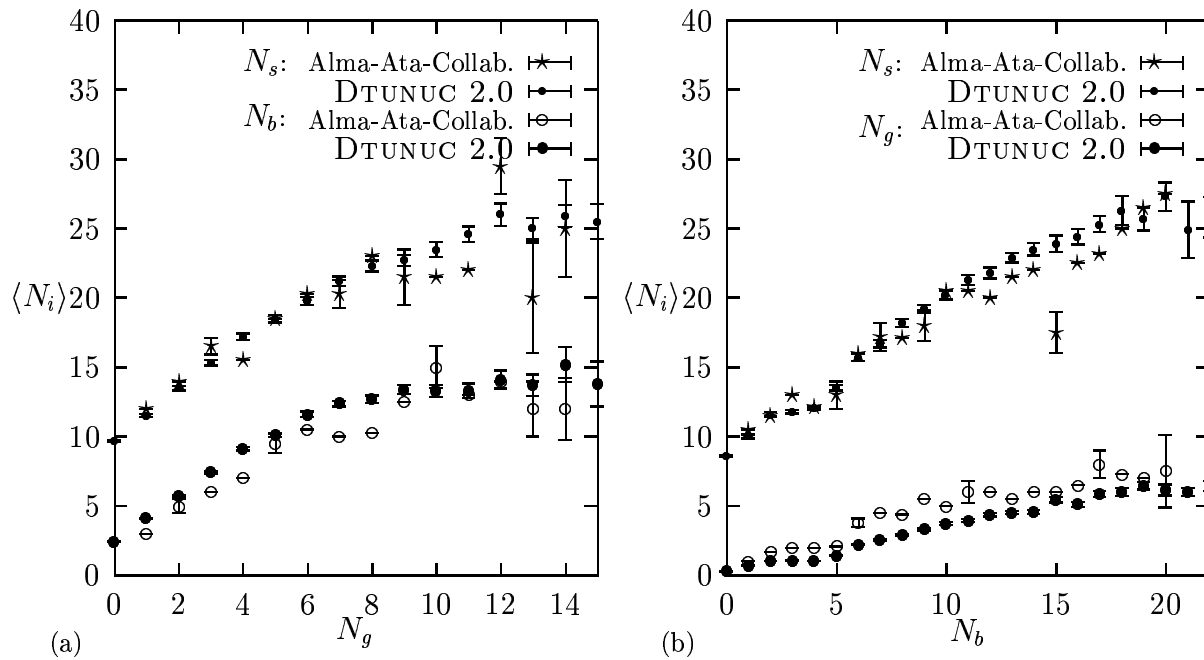 40
35
30
25
⟨N_i⟩20
15
10
5
0
0 2 4 6 8 10 12 14
N_g
(a)
N_s: Alma-Ata-Collab.
DTUNUC 2.0
N_b: Alma-Ata-Collab.
DTUNUC 2.0
40
35
30
25
⟨N_i⟩20
15
10
5
0
0 5 10 15 20
N_b
(b)
N_s: Alma-Ata-Collab.
DTUNUC 2.0
N_g: Alma-Ata-Collab.
DTUNUC 2.0